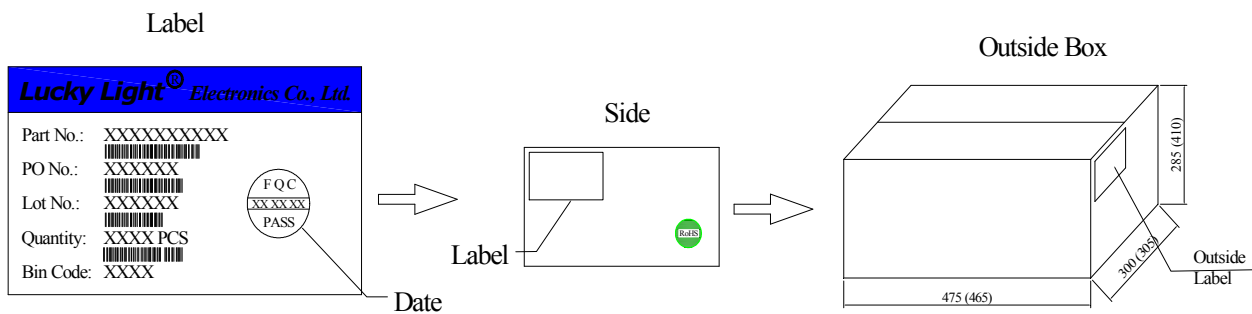 Label
Lucky Light® Electronics Co., Ltd.
Part No.: XXXXXXXXXX
PO No.: XXXXXX
Lot No.: XXXXXX
Quantity: XXXX PCS
Bin Code: XXXX
FQC
XX XX XX
PASS
Date
Side
RoHS
Label
Outside Box
285 (410)
300 (305)
475 (465)
Outside
Label